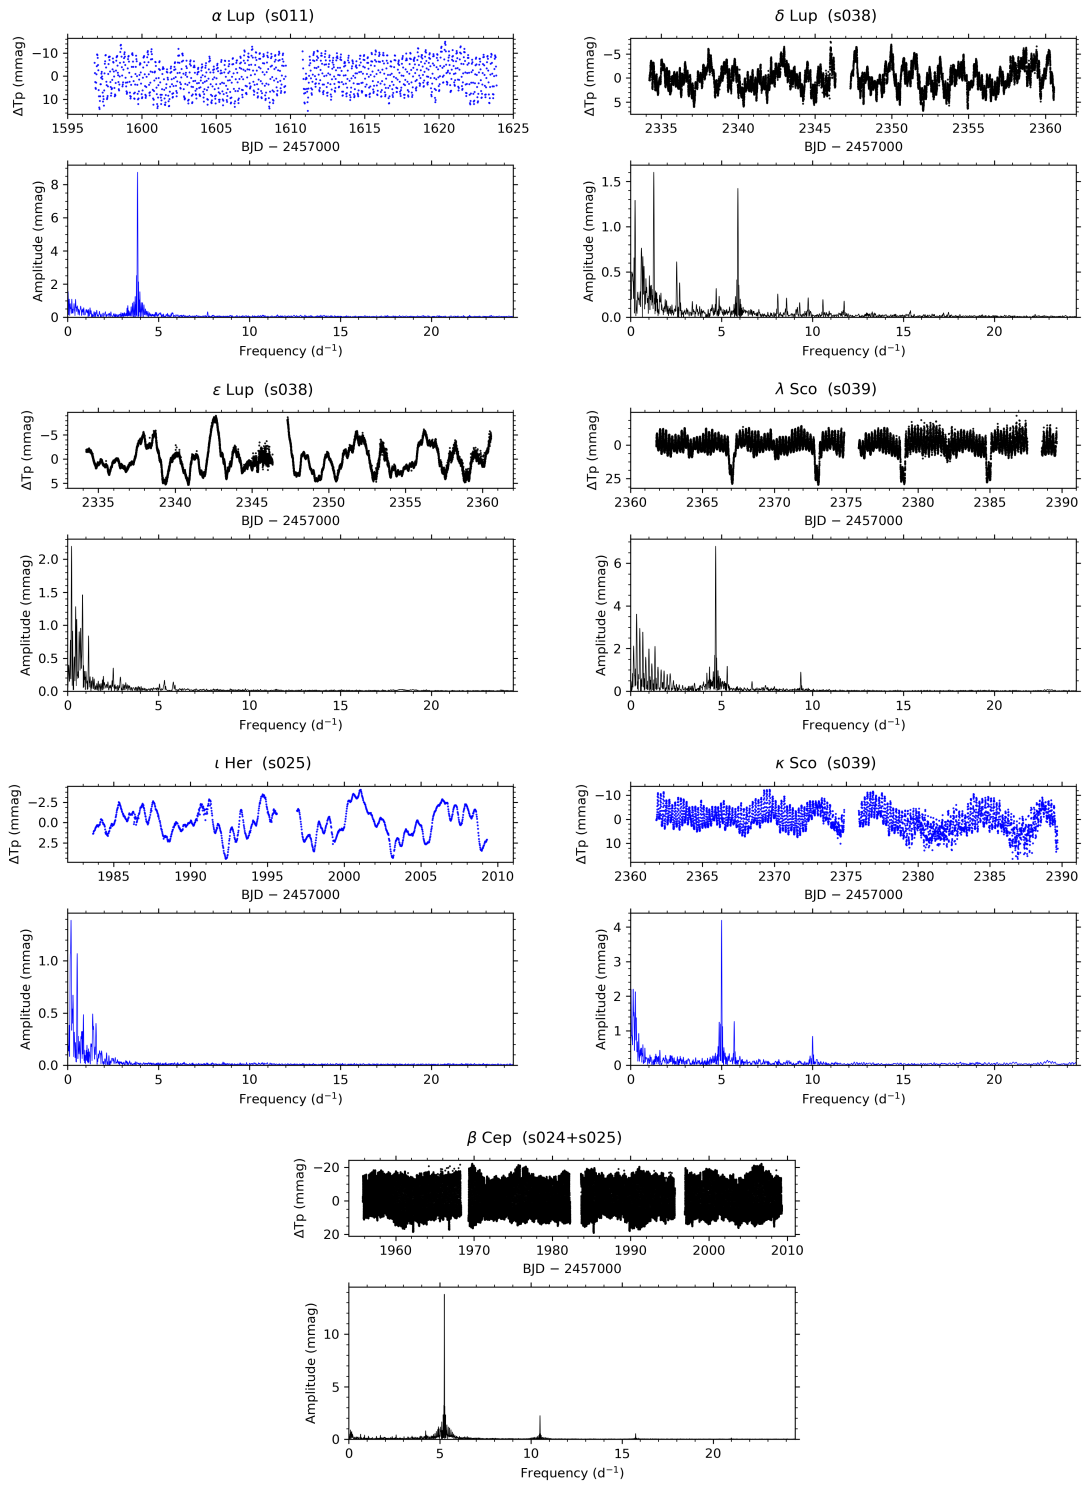 α Lup (s011)
ΔTp (mmag)
−10
0
10
1595 1600 1605 1610 1615 1620 1625
BJD − 2457000
Amplitude (mmag)
8
6
4
2
0
0 5 10 15 20
Frequency (d⁻¹)
δ Lup (s038)
ΔTp (mmag)
−5
0
5
2335 2340 2345 2350 2355 2360
BJD − 2457000
Amplitude (mmag)
1.5
1.0
0.5
0.0
0 5 10 15 20
Frequency (d⁻¹)
ε Lup (s038)
ΔTp (mmag)
−5
0
5
2335 2340 2345 2350 2355 2360
BJD − 2457000
Amplitude (mmag)
2.0
1.5
1.0
0.5
0.0
0 5 10 15 20
Frequency (d⁻¹)
λ Sco (s039)
ΔTp (mmag)
0
25
2360 2365 2370 2375 2380 2385 2390
BJD − 2457000
Amplitude (mmag)
6
4
2
0
0 5 10 15 20
Frequency (d⁻¹)
ι Her (s025)
ΔTp (mmag)
−2.5
0.0
2.5
1985 1990 1995 2000 2005 2010
BJD − 2457000
Amplitude (mmag)
1.0
0.5
0.0
0 5 10 15 20
Frequency (d⁻¹)
κ Sco (s039)
ΔTp (mmag)
−10
0
10
2360 2365 2370 2375 2380 2385 2390
BJD − 2457000
Amplitude (mmag)
4
3
2
1
0
0 5 10 15 20
Frequency (d⁻¹)
β Cep (s024+s025)
ΔTp (mmag)
−20
0
20
1960 1970 1980 1990 2000 2010
BJD − 2457000
Amplitude (mmag)
10
5
0
0 5 10 15 20
Frequency (d⁻¹)